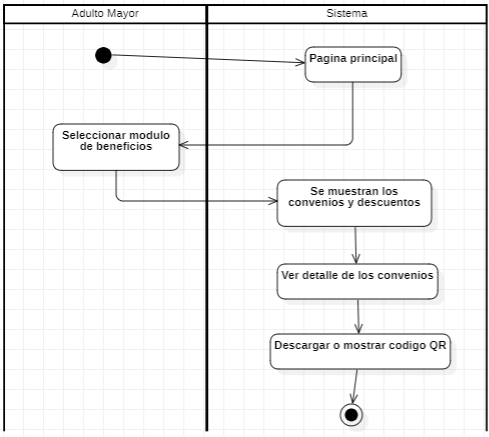 Adulto Mayor
Sistema
Pagina principal
Seleccionar modulo
de beneficios
Se muestran los
convenios y descuentos
Ver detalle de los convenios
Descargar o mostrar codigo QR